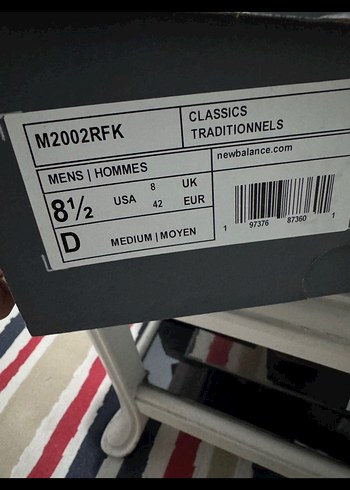 M2002RFK
CLASSICS
TRADITIONNELS
MENS | HOMMES
newbalance.com
8½ USA 8 UK
42 EUR
D MEDIUM | MOYEN
1 97376 87360 1